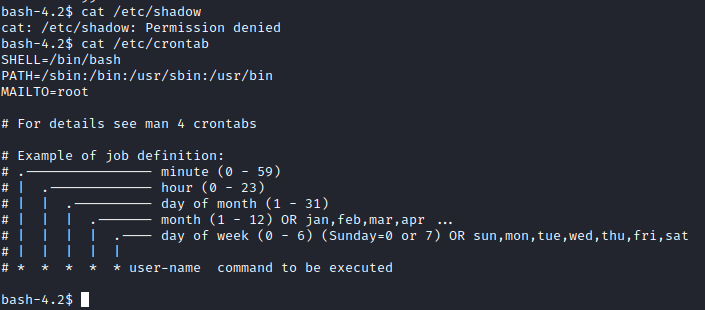 bash-4.2$ cat /etc/shadow
cat: /etc/shadow: Permission denied
bash-4.2$ cat /etc/crontab
SHELL=/bin/bash
PATH=/sbin:/bin:/usr/sbin:/usr/bin
MAILTO=root
# For details see man 4 crontabs
# Example of job definition:
# .---------------- minute (0 - 59)
# |  .------------- hour (0 - 23)
# |  |  .---------- day of month (1 - 31)
# |  |  |  .------- month (1 - 12) OR jan,feb,mar,apr ...
# |  |  |  |  .---- day of week (0 - 6) (Sunday=0 or 7) OR sun,mon,tue,wed,thu,fri,sat
# |  |  |  |  |
# *  *  *  *  * user-name  command to be executed
bash-4.2$